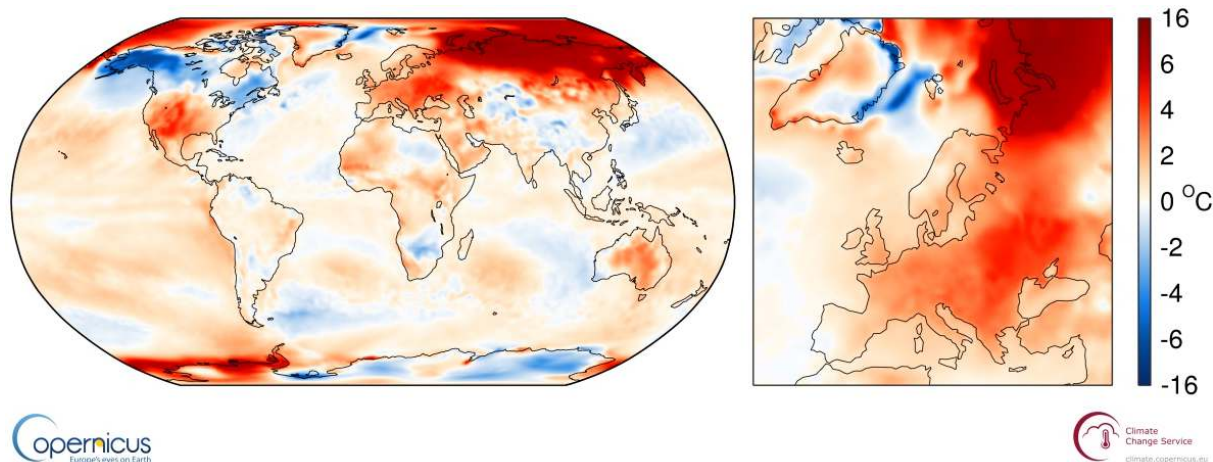 16
6
4
2
0 °C
-2
-4
-6
-16
Copernicus
Europe's eyes on Earth
Climate
Change Service
climate.copernicus.eu